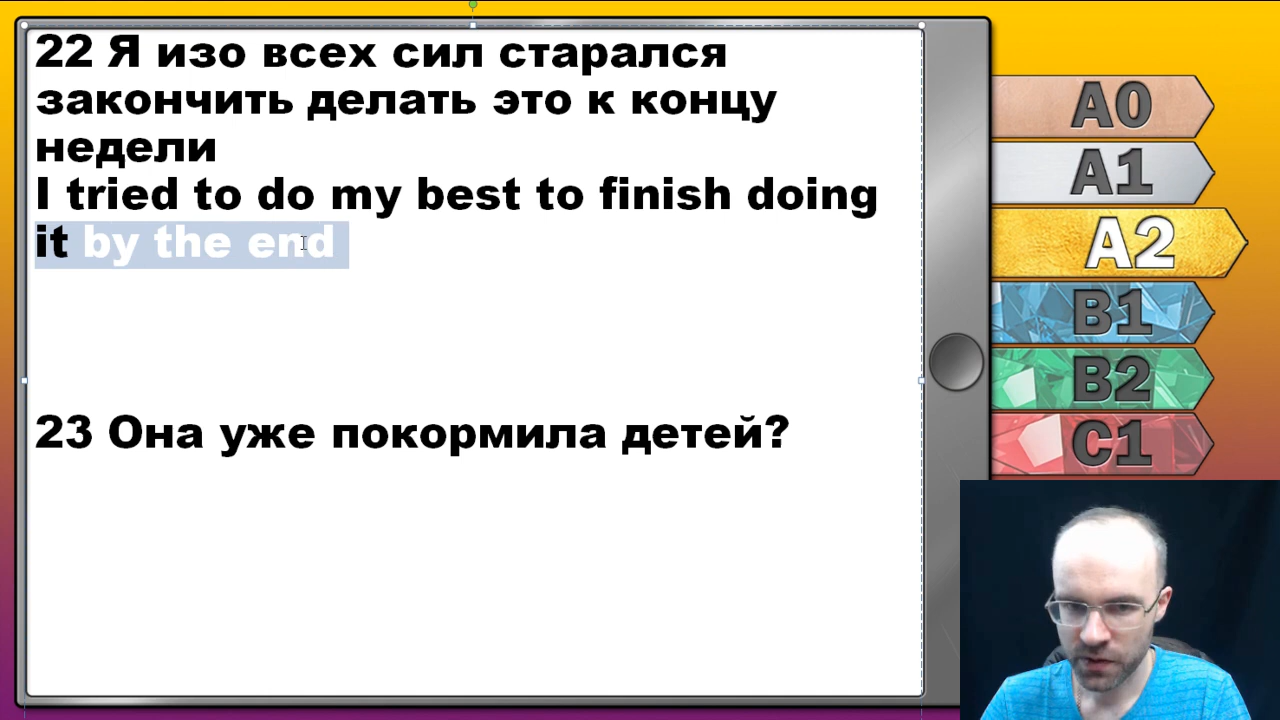 22 Я изо всех сил старался
закончить делать это к концу
недели
I tried to do my best to finish doing
it by the end
23 Она уже покормила детей?
A0
A1
A2
B1
B2
C1